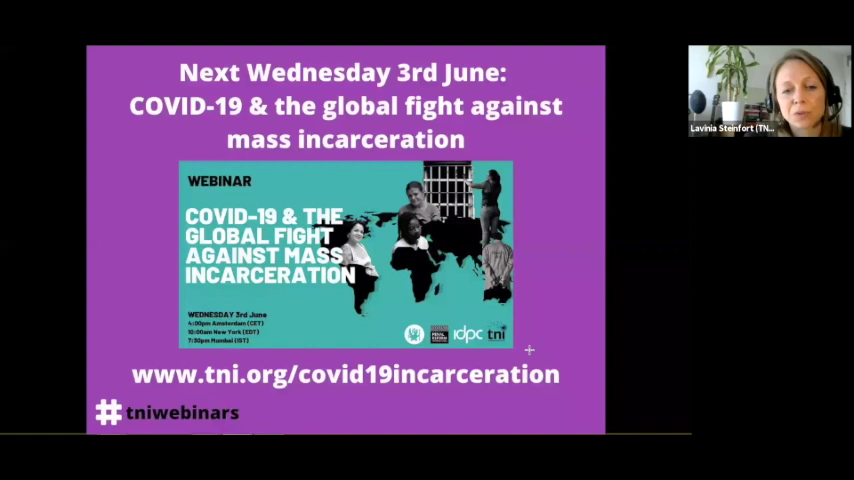 Next Wednesday 3rd June:
COVID-19 & the global fight against
mass incarceration
WEBINAR
COVID-19 & THE
GLOBAL FIGHT
AGAINST MASS
INCARCERATION
WEDNESDAY 3rd June
4:00pm Amsterdam (CET)
10:00am New York (EDT)
7:30pm Mumbai (IST)
idpc tni
www.tni.org/covid19incarceration
#tniwebinars
Lavinia Steinfort (TN...